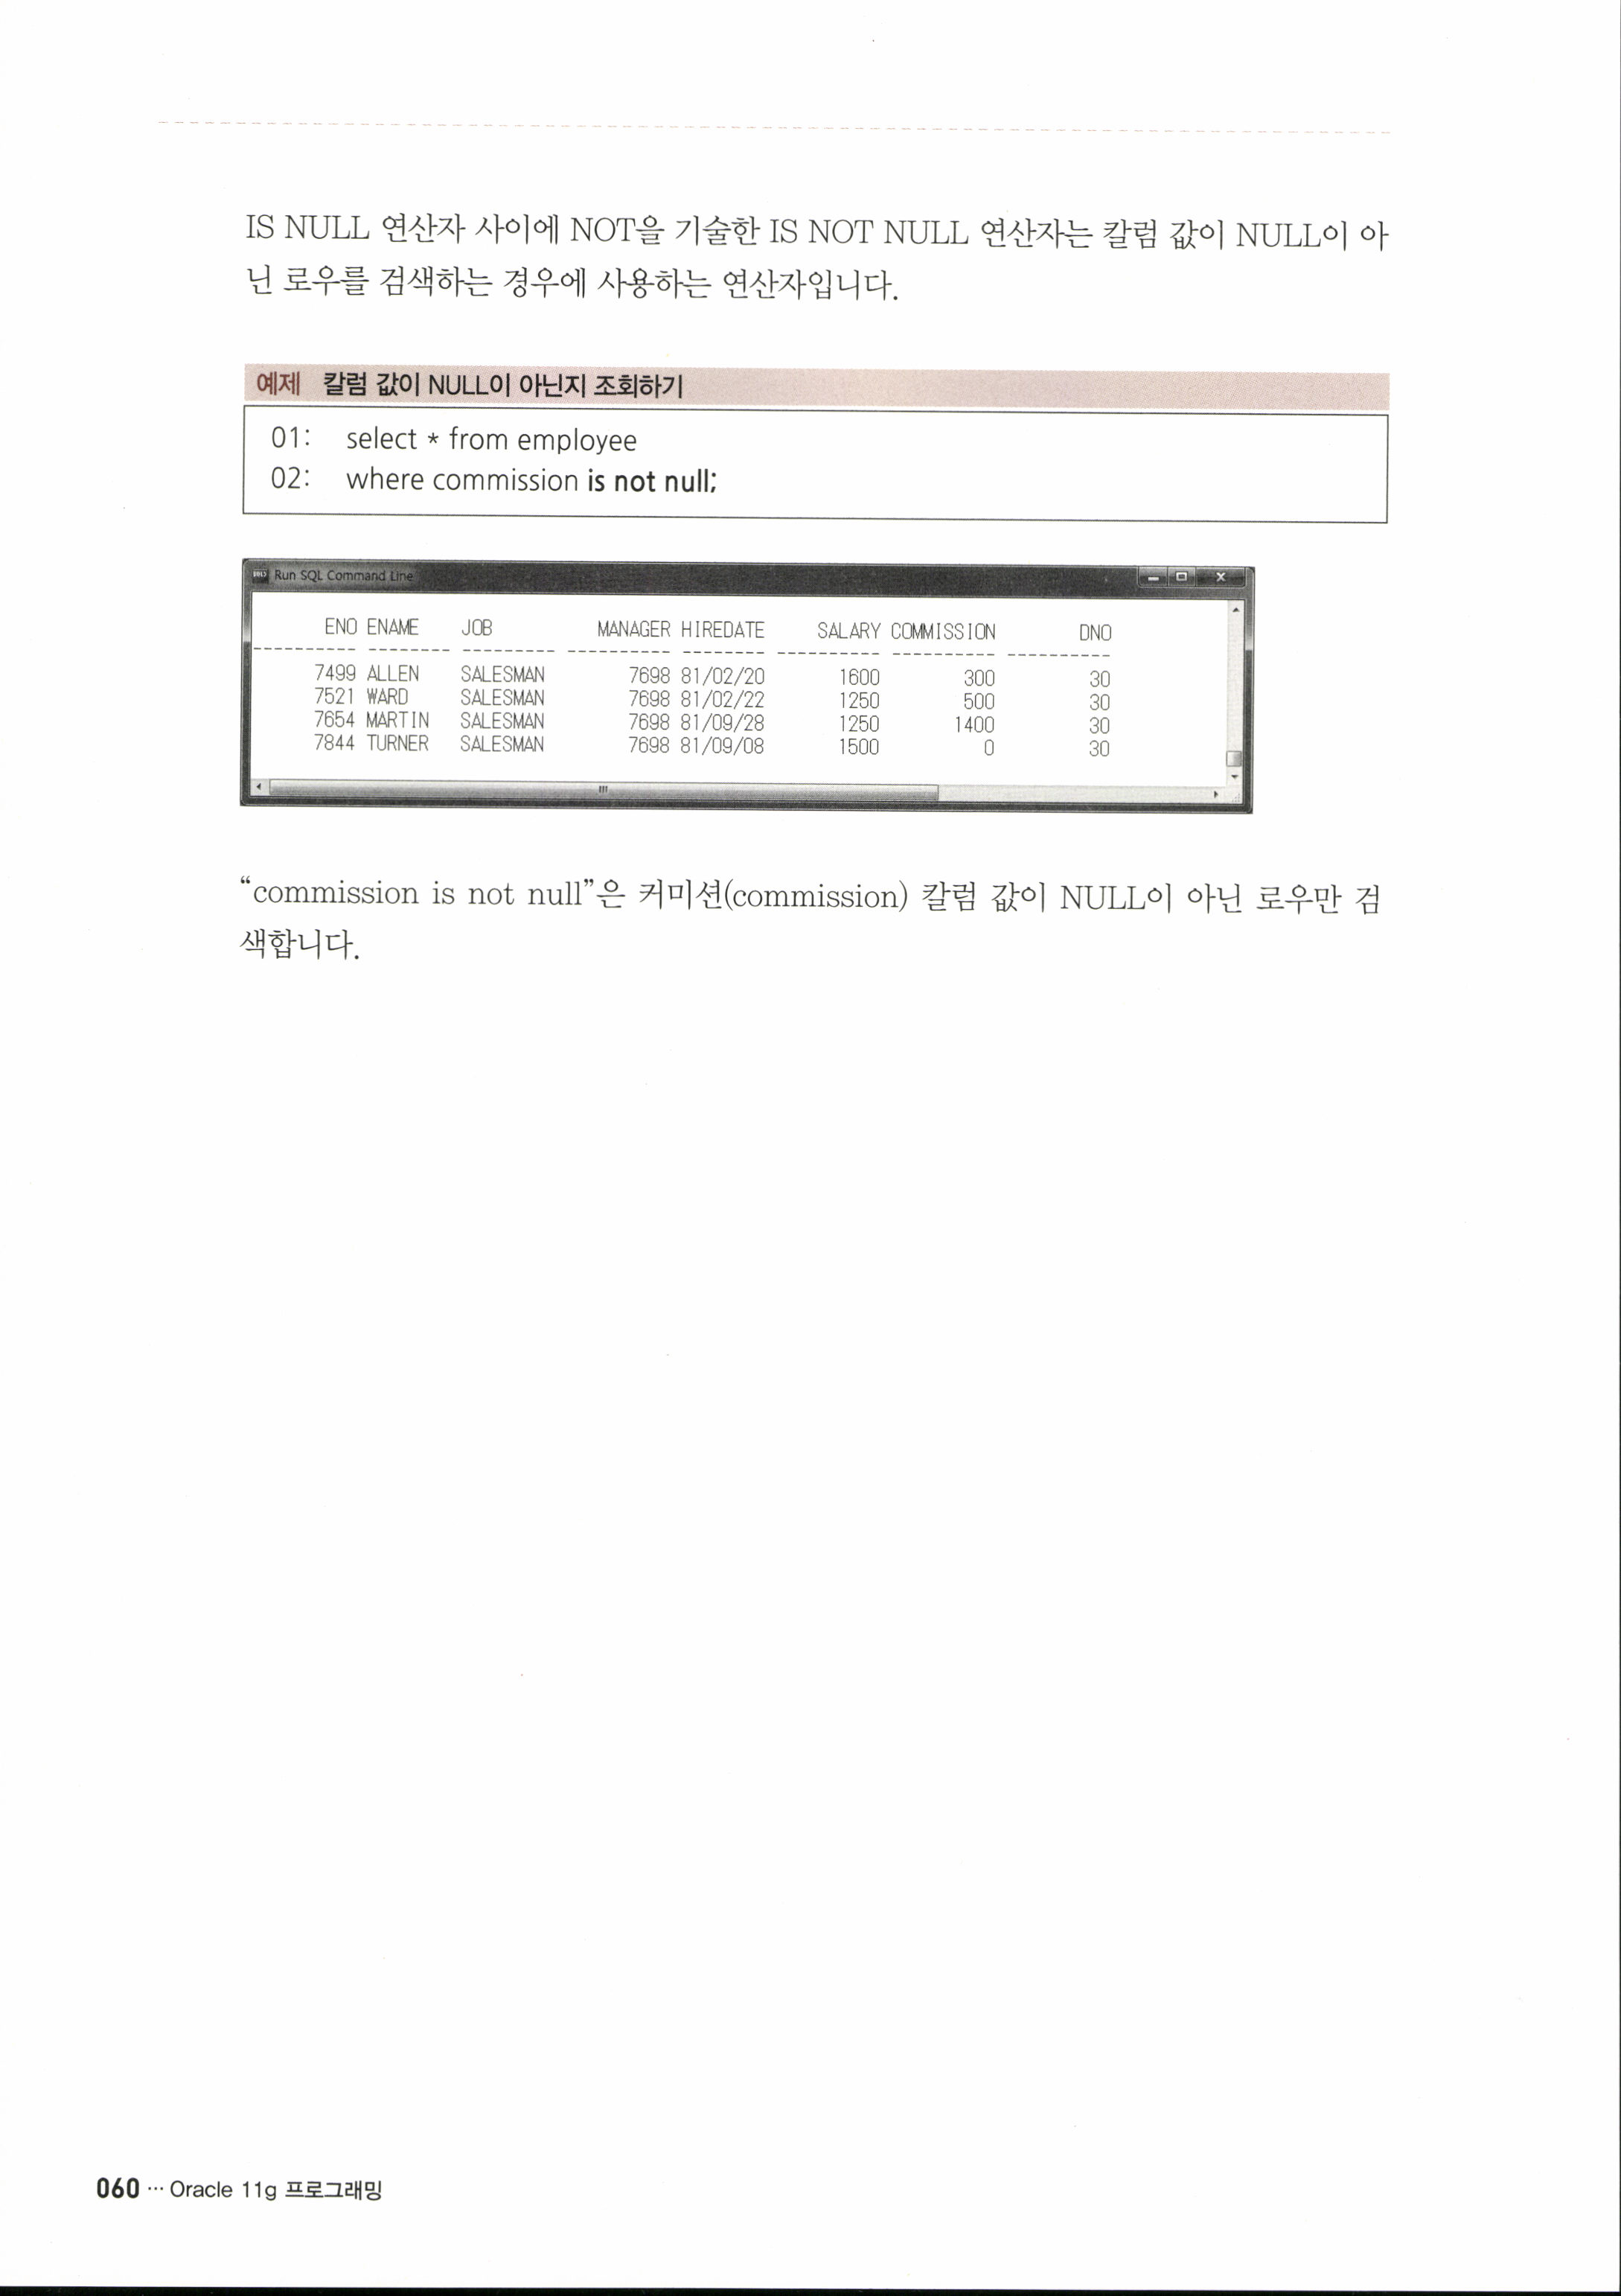 IS NULL 연산자 사이에 NOT을 기술한 IS NOT NULL 연산자는 칼럼 값이 NULL이 아
닌 로우를 검색하는 경우에 사용하는 연산자입니다.
예제 칼럼 값이 NULL이 아닌지 조회하기
01: select * from employee
02: where commission is not null;
Run SQL Command Line
ENO ENAME JOB MANAGER HIREDATE SALARY COMMISSION DNO
---------- -------- --------- ---------- -------- ---------- ---------- ----------
7499 ALLEN SALESMAN 7698 81/02/20 1600 300 30
7521 WARD SALESMAN 7698 81/02/22 1250 500 30
7654 MARTIN SALESMAN 7698 81/09/28 1250 1400 30
7844 TURNER SALESMAN 7698 81/09/08 1500 0 30
“commission is not null”은 커미션(commission) 칼럼 값이 NULL이 아닌 로우만 검
색합니다.
060 ··· Oracle 11g 프로그래밍